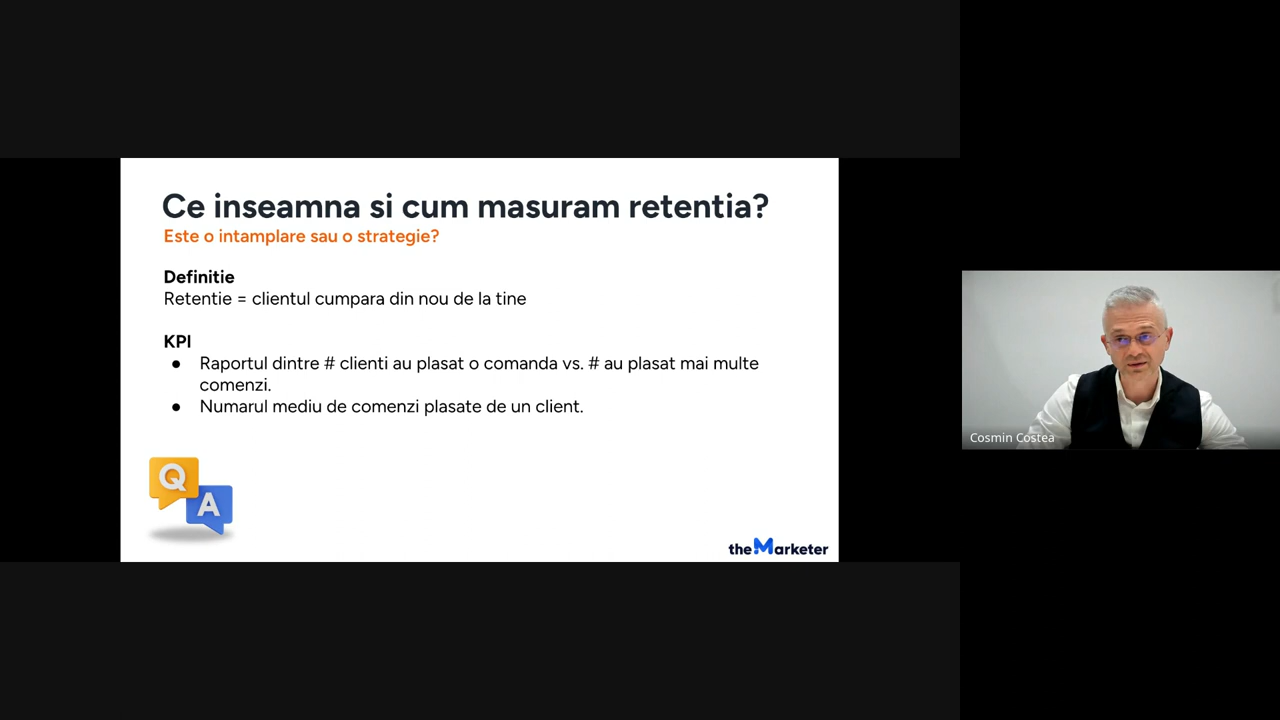 Ce inseamna si cum masuram retentia?
Este o intamplare sau o strategie?
Definitie
Retentie = clientul cumpara din nou de la tine
KPI
● Raportul dintre # clienti au plasat o comanda vs. # au plasat mai multe
comenzi.
● Numarul mediu de comenzi plasate de un client.
Q
A
theMarketer
Cosmin Costea